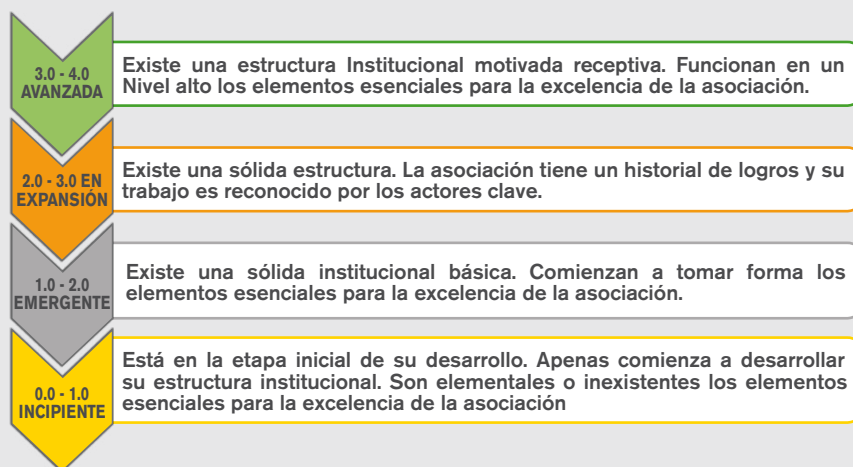 3.0 - 4.0
AVANZADA
Existe una estructura Institucional motivada receptiva. Funcionan en un
Nivel alto los elementos esenciales para la excelencia de la asociación.
2.0 - 3.0 EN
EXPANSIÓN
Existe una sólida estructura. La asociación tiene un historial de logros y su
trabajo es reconocido por los actores clave.
1.0 - 2.0
EMERGENTE
Existe una sólida institucional básica. Comienzan a tomar forma los
elementos esenciales para la excelencia de la asociación.
0.0 - 1.0
INCIPIENTE
Está en la etapa inicial de su desarrollo. Apenas comienza a desarrollar
su estructura institucional. Son elementales o inexistentes los elementos
esenciales para la excelencia de la asociación